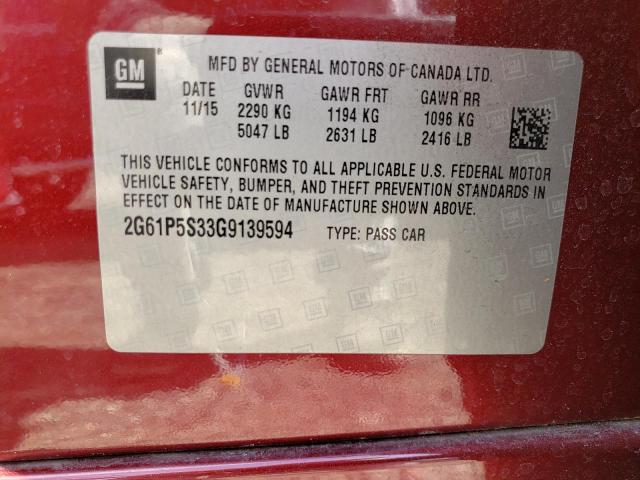 GM ® MFD BY GENERAL MOTORS OF CANADA LTD.
DATE GVWR GAWR FRT GAWR RR
11/15 2290 KG 1194 KG 1096 KG
5047 LB 2631 LB 2416 LB
THIS VEHICLE CONFORMS TO ALL APPLICABLE U.S. FEDERAL MOTOR
VEHICLE SAFETY, BUMPER, AND THEFT PREVENTION STANDARDS IN
EFFECT ON THE DATE OF MANUFACTURE SHOWN ABOVE.
2G61P5S33G9139594 TYPE: PASS CAR